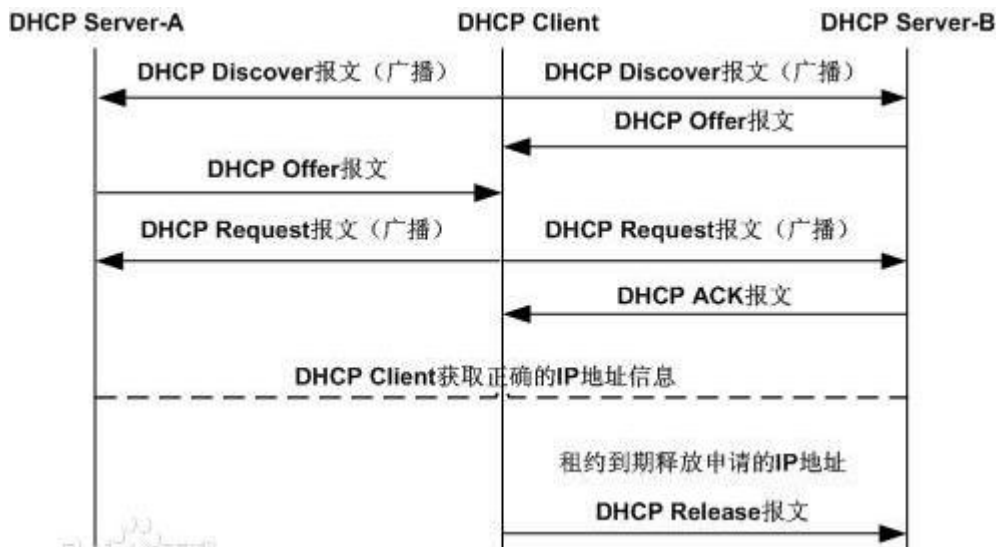 DHCP Server-A DHCP Client DHCP Server-B
DHCP Discover报文（广播） DHCP Discover报文（广播）
DHCP Offer报文
DHCP Offer报文
DHCP Request报文（广播） DHCP Request报文（广播）
DHCP ACK报文
DHCP Client获取正确的IP地址信息
租约到期释放申请的IP地址
DHCP Release报文